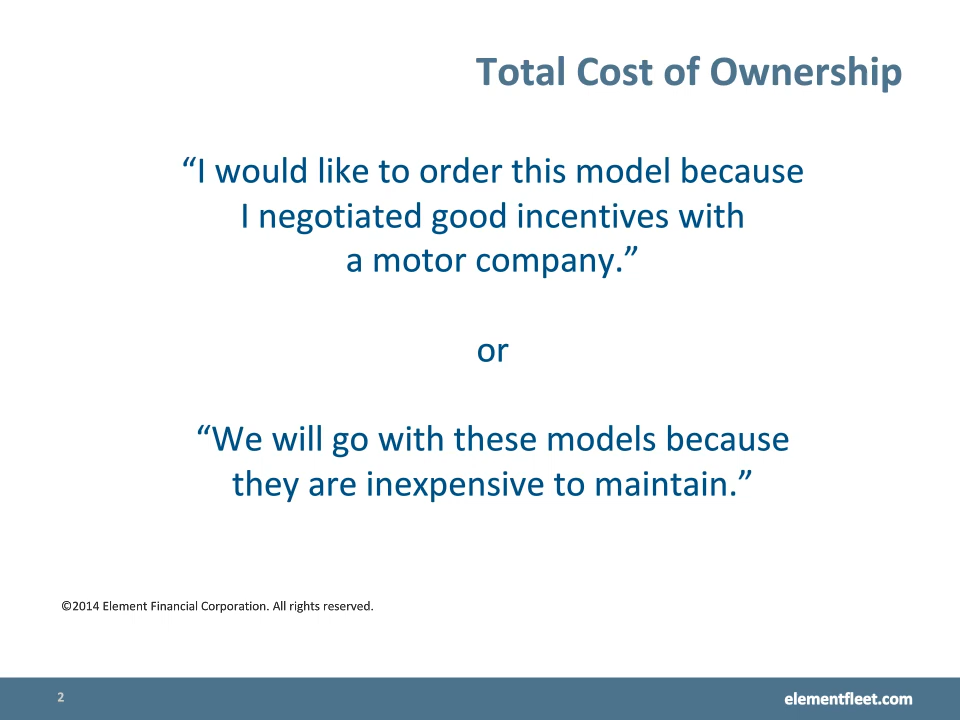 Total Cost of Ownership
“I would like to order this model because
I negotiated good incentives with
a motor company.”
or
“We will go with these models because
they are inexpensive to maintain.”
©2014 Element Financial Corporation. All rights reserved.
2
elementfleet.com